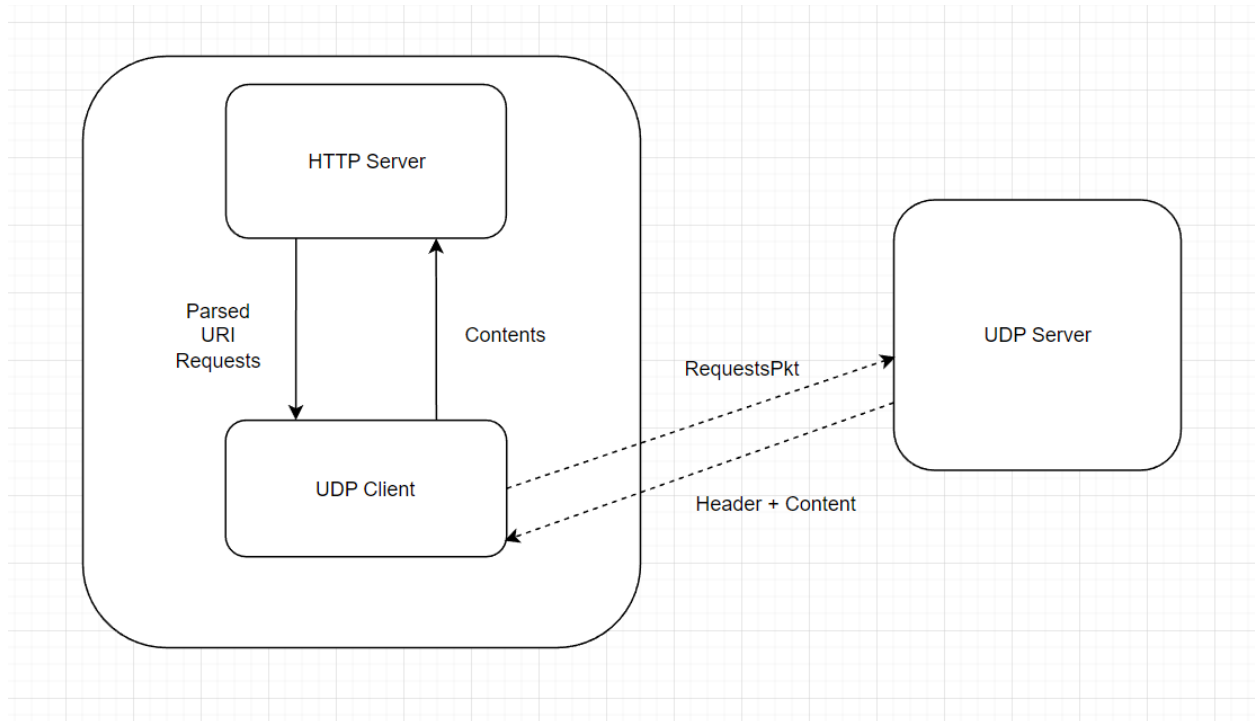 HTTP Server
Parsed
URI
Requests
Contents
UDP Client
RequestsPkt
Header + Content
UDP Server